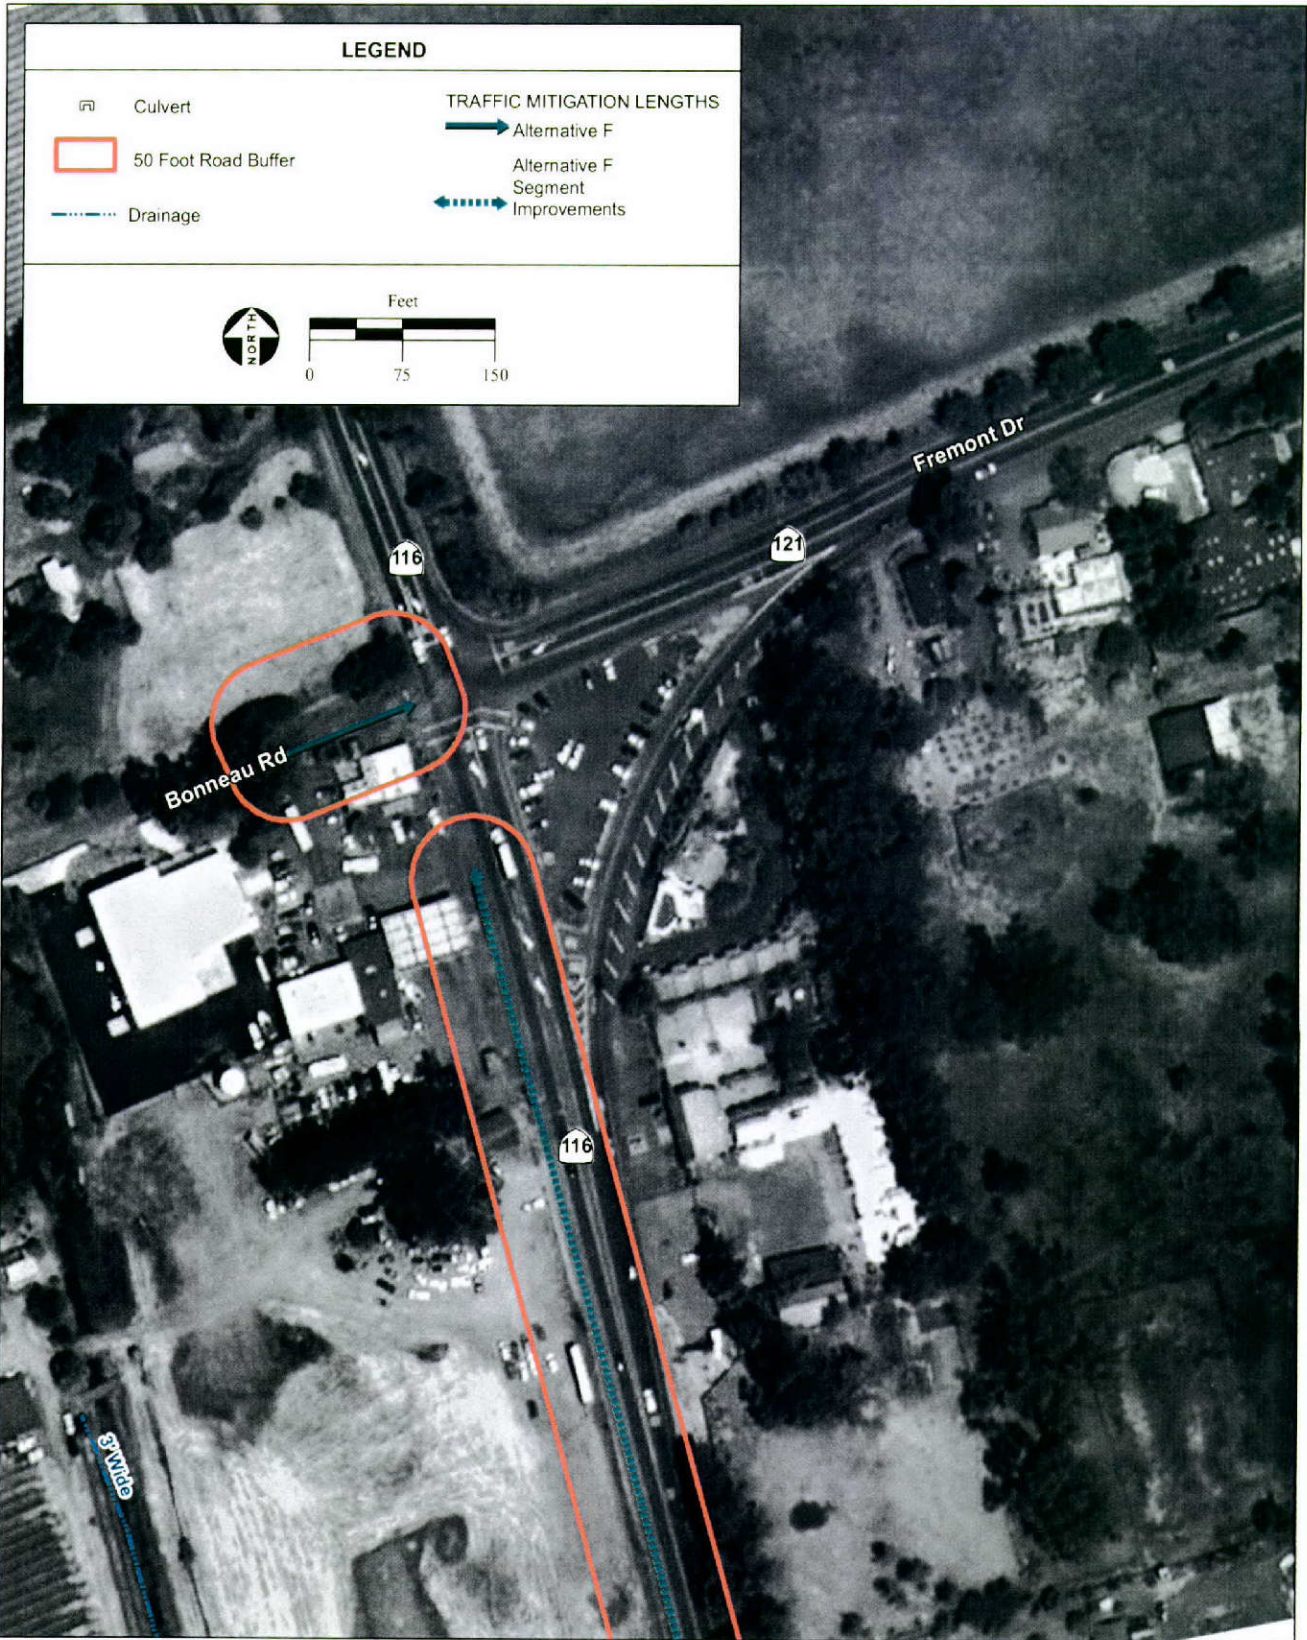 LEGEND
Culvert
50 Foot Road Buffer
Drainage
TRAFFIC MITIGATION LENGTHS
Alternative F
Alternative F
Segment
Improvements
NORTH
Feet
0 75 150
Fremont Dr
121
116
Bonneau Rd
116
3' Wide